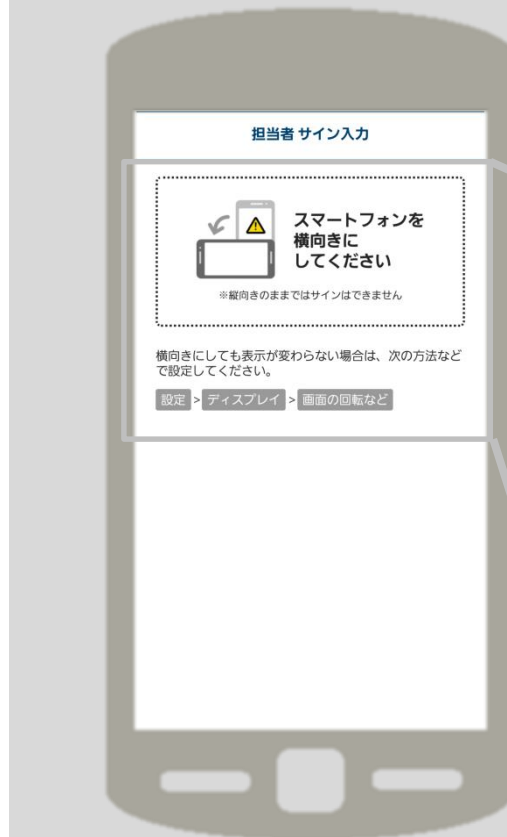 担当者 サイン入力
スマートフォンを
横向きに
してください
※縦向きのままではサインはできません
横向きにしても表示が変わらない場合は、次の方法など
で設定してください。
設定 > ディスプレイ > 画面の回転など